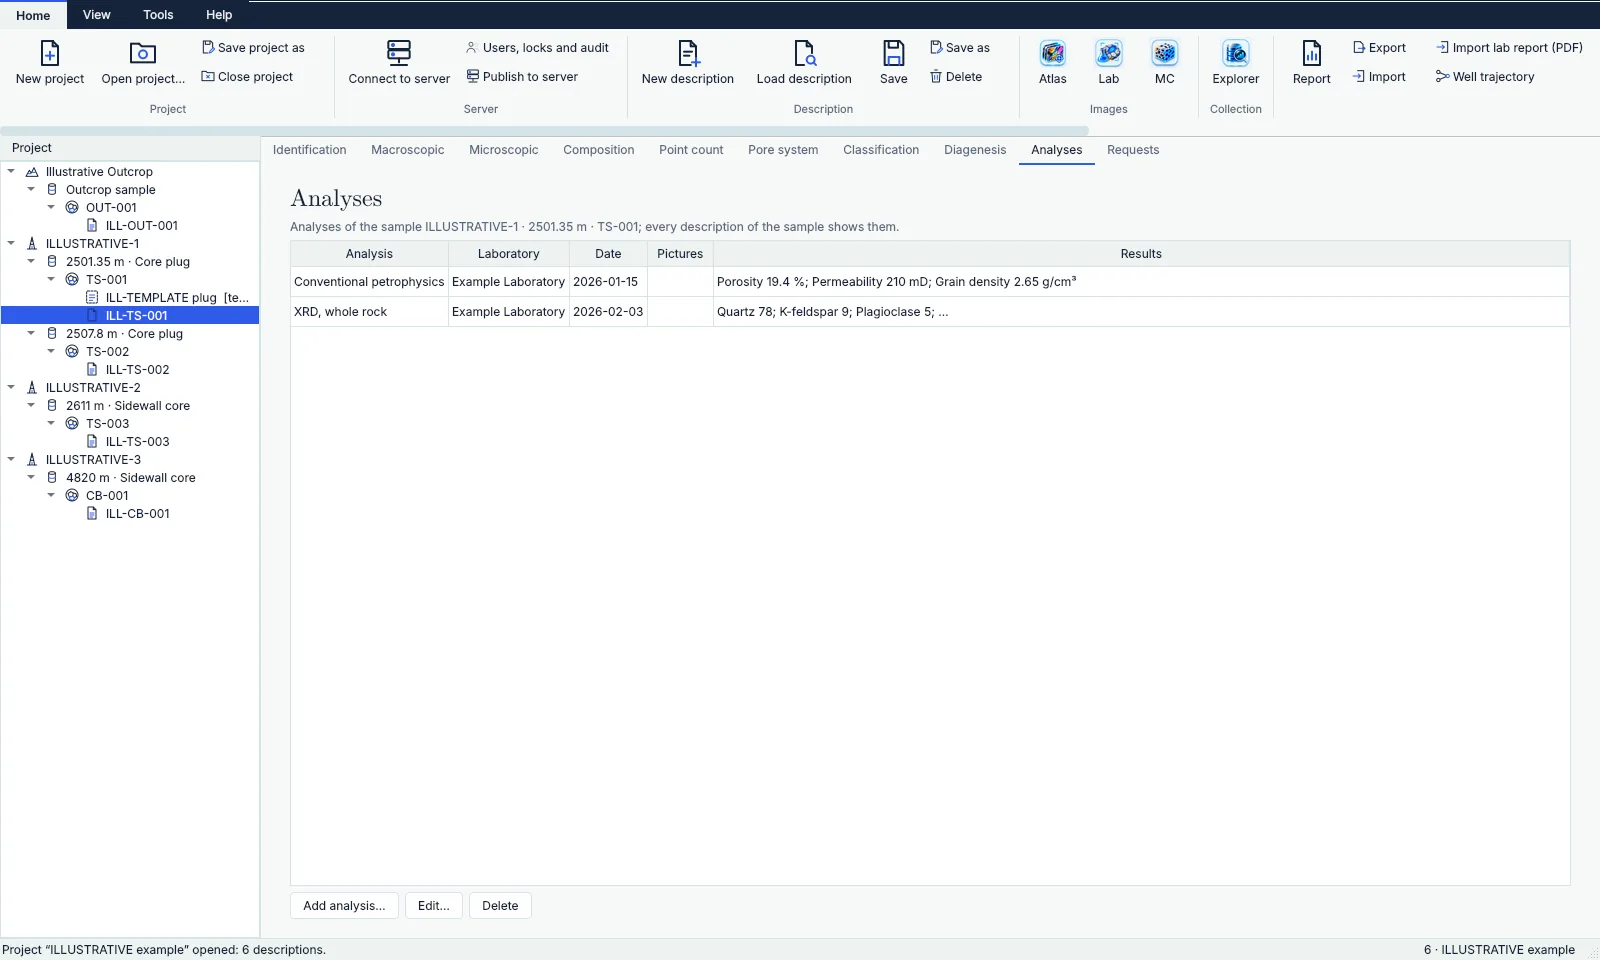 Home View Tools Help
New project Open project... Save project as Close project
Project
Connect to server Users, locks and audit Publish to server
Server
New description Load description Save Save as Delete
Description
Atlas Lab MC
Images
Explorer
Collection
Report Export Import Import lab report (PDF) Well trajectory
Project
Illustrative Outcrop
Outcrop sample
OUT-001
ILL-OUT-001
ILLUSTRATIVE-1
2501.35 m · Core plug
TS-001
ILL-TEMPLATE plug [te...
ILL-TS-001
2507.8 m · Core plug
TS-002
ILL-TS-002
ILLUSTRATIVE-2
2611 m · Sidewall core
TS-003
ILL-TS-003
ILLUSTRATIVE-3
4820 m · Sidewall core
CB-001
ILL-CB-001
Identification Macroscopic Microscopic Composition Point count Pore system Classification Diagenesis Analyses Requests
Analyses
Analyses of the sample ILLUSTRATIVE-1 · 2501.35 m · TS-001; every description of the sample shows them.
Analysis Laboratory Date Pictures Results
Conventional petrophysics Example Laboratory 2026-01-15 Porosity 19.4 %; Permeability 210 mD; Grain density 2.65 g/cm³
XRD, whole rock Example Laboratory 2026-02-03 Quartz 78; K-feldspar 9; Plagioclase 5; ...
Add analysis... Edit... Delete
Project “ILLUSTRATIVE example” opened: 6 descriptions.
6 · ILLUSTRATIVE example